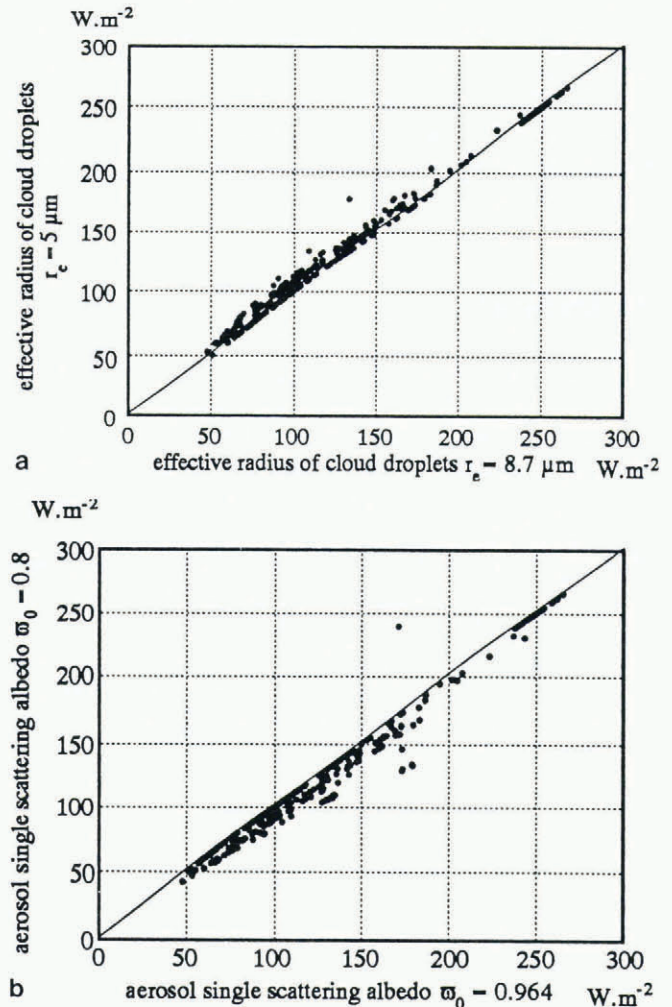 W.m-2
300
250
200
150
100
50
0
effective radius of cloud droplets
re = 5 µm
0 50 100 150 200 250 300
a effective radius of cloud droplets re = 8.7 µm W.m-2
W.m-2
300
250
200
150
100
50
0
aerosol single scattering albedo ϖ0 = 0.8
0 50 100 150 200 250 300
b aerosol single scattering albedo ϖ0 = 0.964 W.m-2